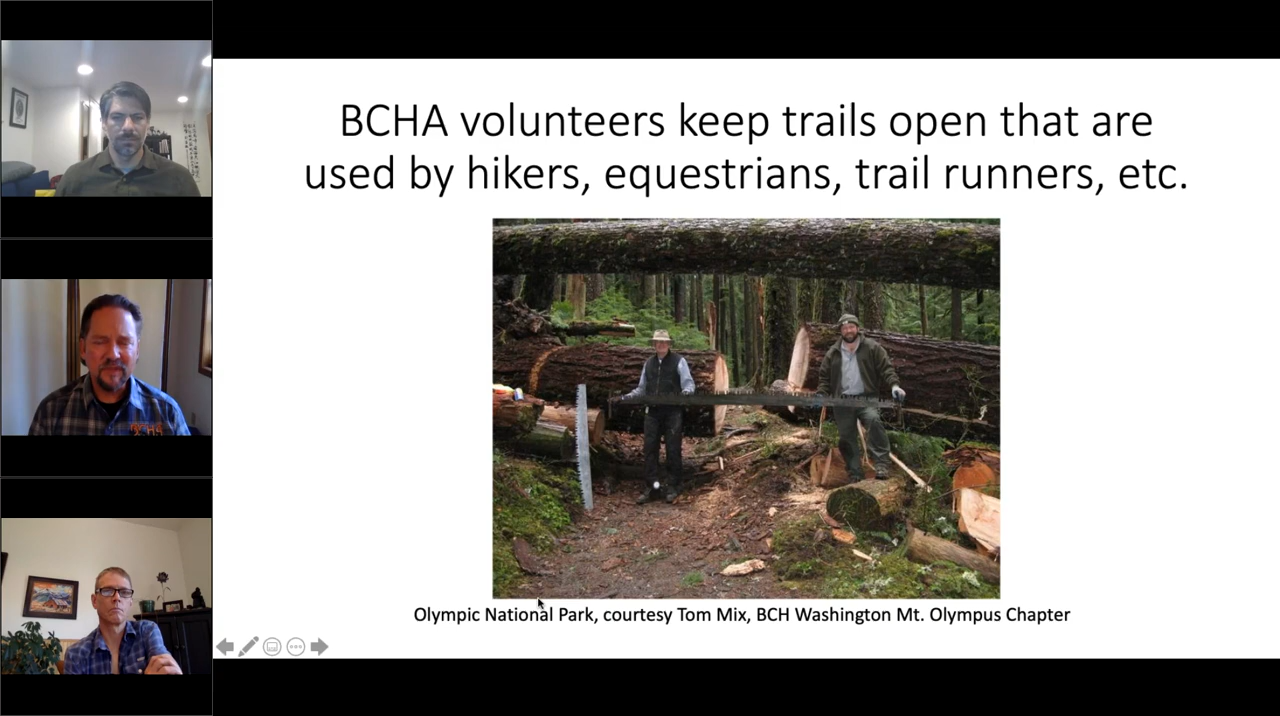 BCHA volunteers keep trails open that are
used by hikers, equestrians, trail runners, etc.
Olympic National Park, courtesy Tom Mix, BCH Washington Mt. Olympus Chapter